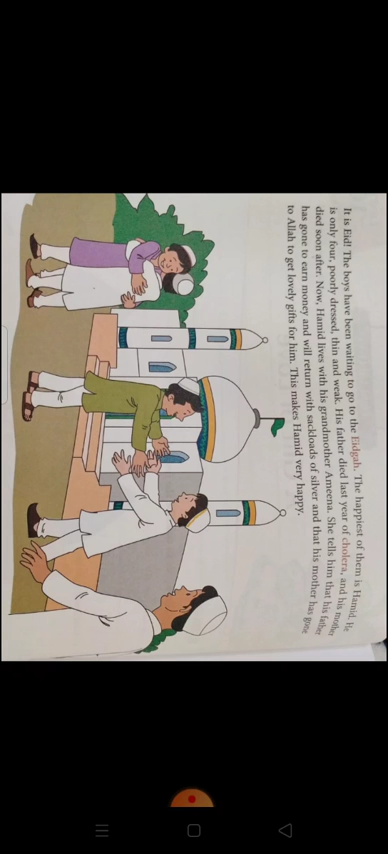 It is Eid! The boys have been waiting to go to the Eidgah. The happiest of them is Hamid. He
is only four, poorly dressed, thin and weak. His father died last year of cholera, and his mother
died soon after. Now, Hamid lives with his grandmother Ameena. She tells him that his father
has gone to earn money and will return with sackloads of silver and that his mother has gone
to Allah to get lovely gifts for him. This makes Hamid very happy.